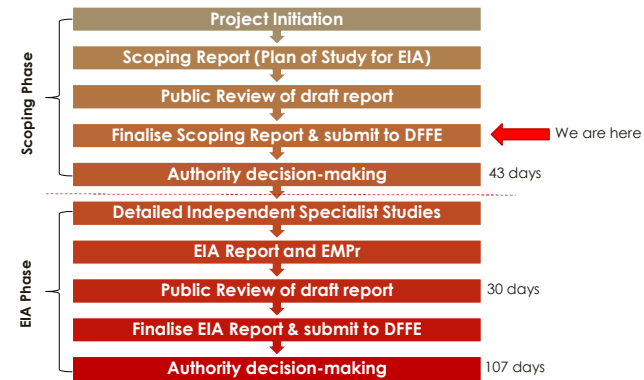 Scoping Phase
Project Initiation
Scoping Report (Plan of Study for EIA)
Public Review of draft report
Finalise Scoping Report & submit to DFFE
We are here
Authority decision-making
43 days
EIA Phase
Detailed Independent Specialist Studies
EIA Report and EMPr
Public Review of draft report
30 days
Finalise EIA Report & submit to DFFE
Authority decision-making
107 days